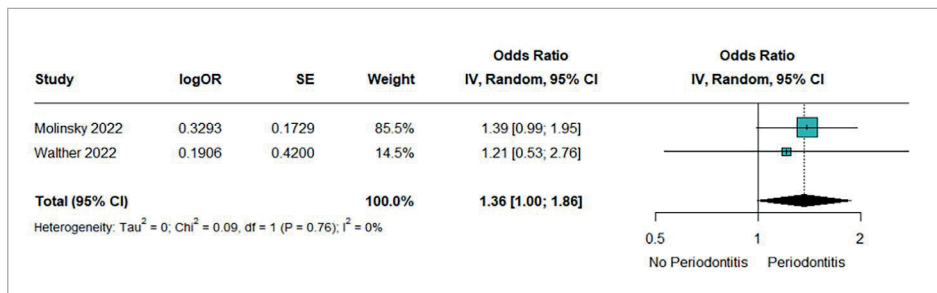 Odds Ratio Odds Ratio
Study logOR SE Weight IV, Random, 95% CI IV, Random, 95% CI
Molinsky 2022 0.3293 0.1729 85.5% 1.39 [0.99; 1.95]
Walther 2022 0.1906 0.4200 14.5% 1.21 [0.53; 2.76]
Total (95% CI) 100.0% 1.36 [1.00; 1.86]
Heterogeneity: Tau² = 0; Chi² = 0.09, df = 1 (P = 0.76); I² = 0%
0.5 1 2
No Periodontitis Periodontitis